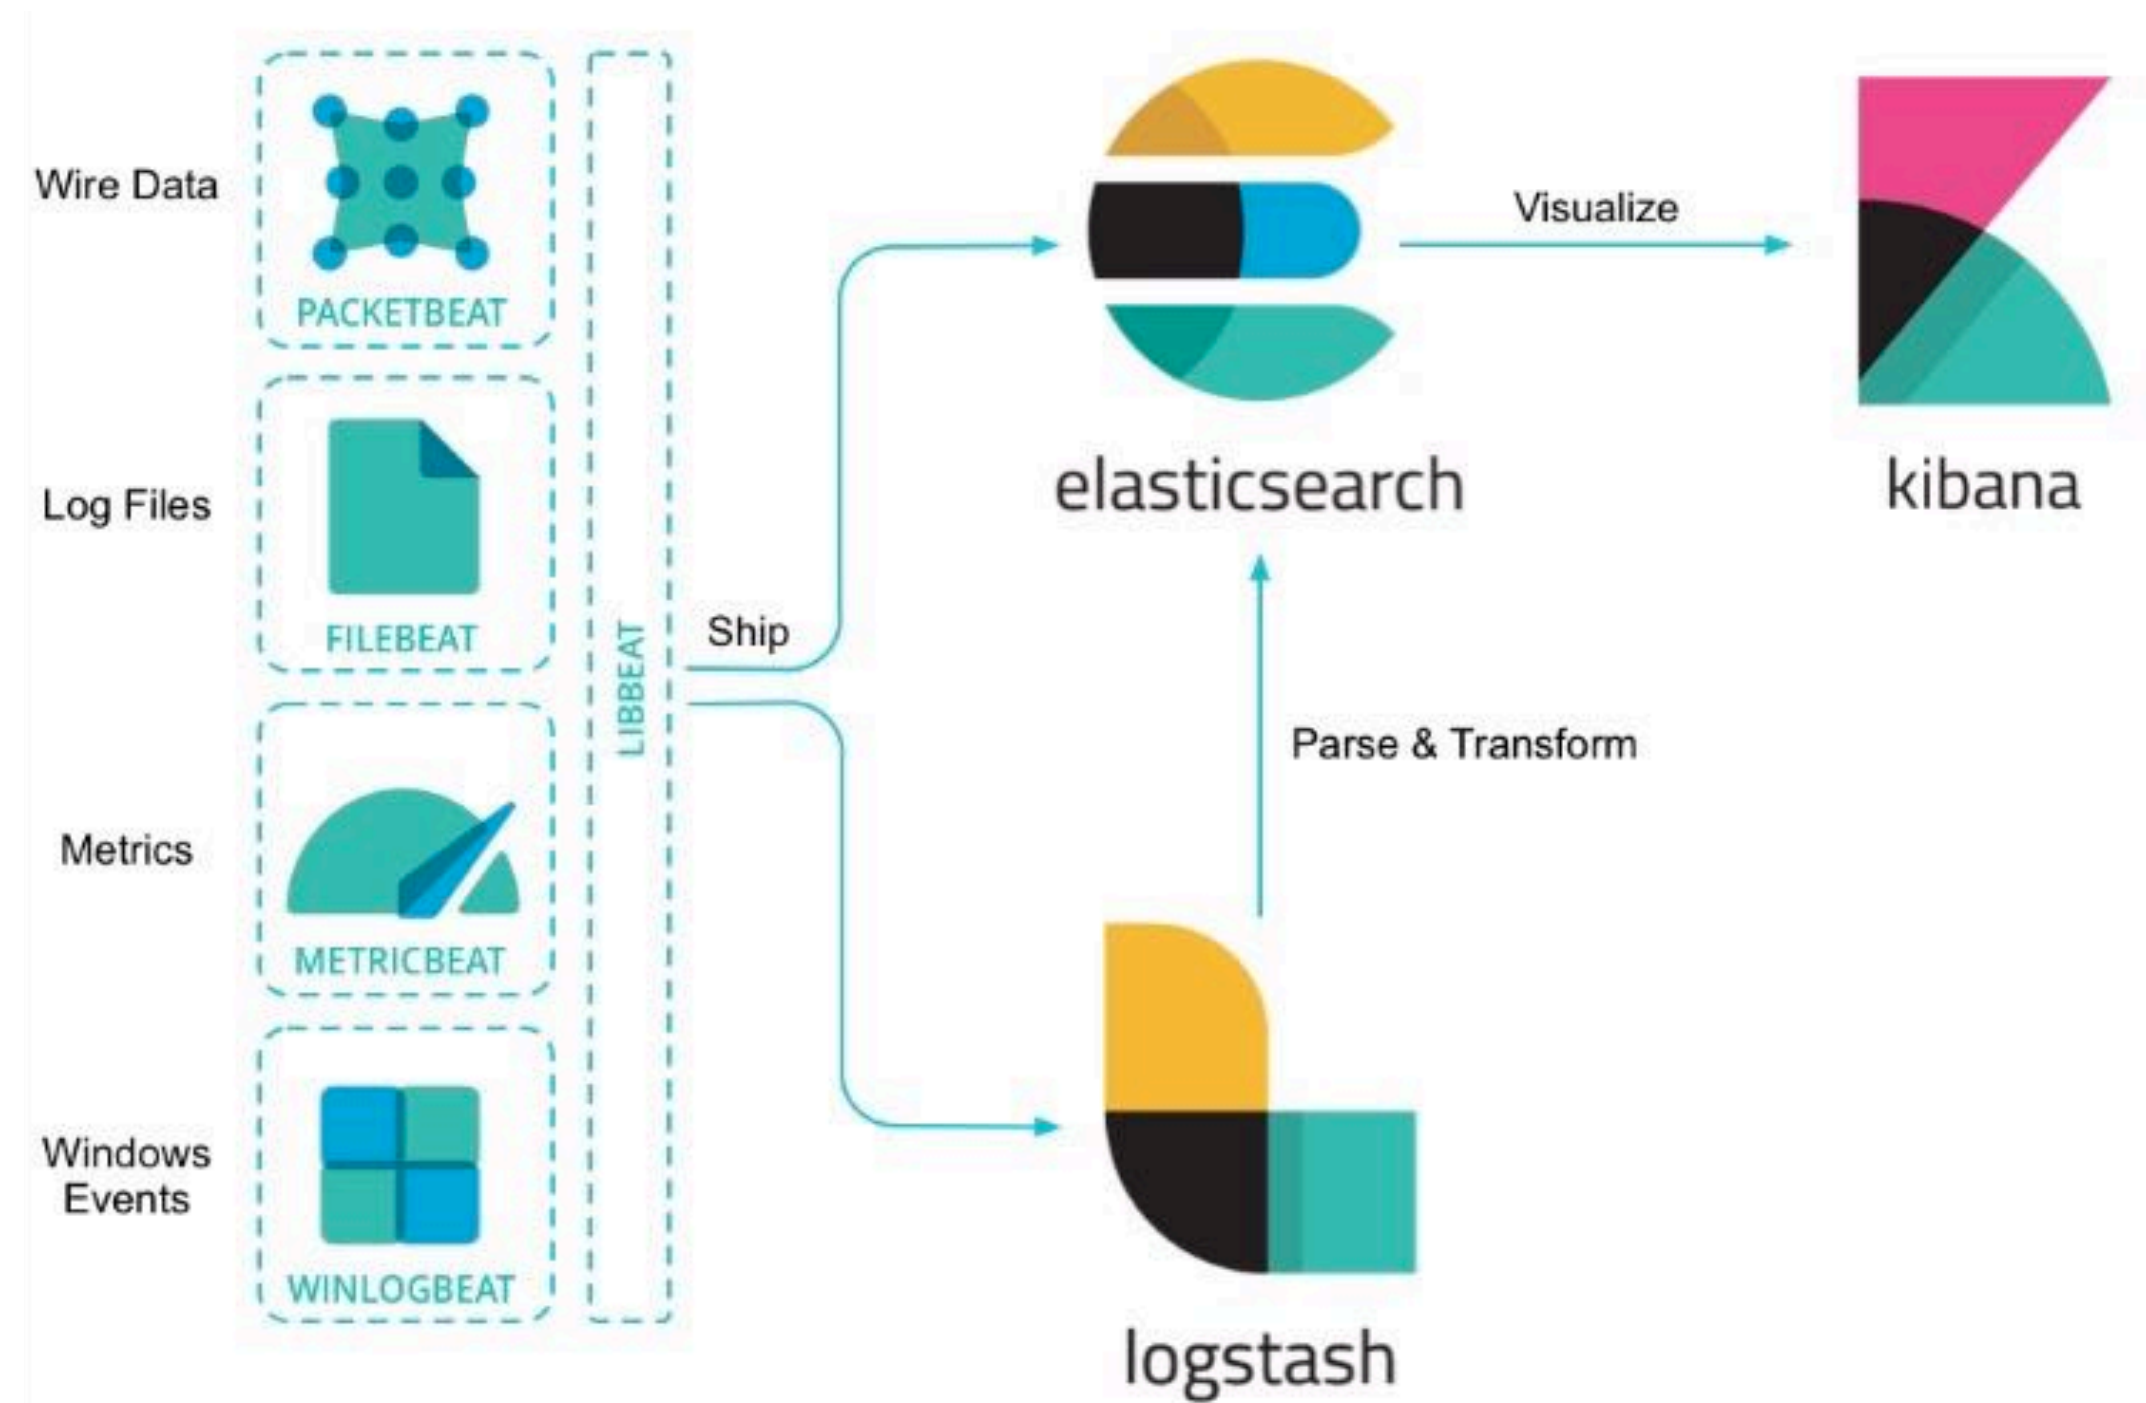 Wire Data
PACKETBEAT
Log Files
FILEBEAT
Metrics
METRICBEAT
Windows
Events
WINLOGBEAT
LIBBEAT
Ship
elasticsearch
Visualize
kibana
Parse & Transform
logstash